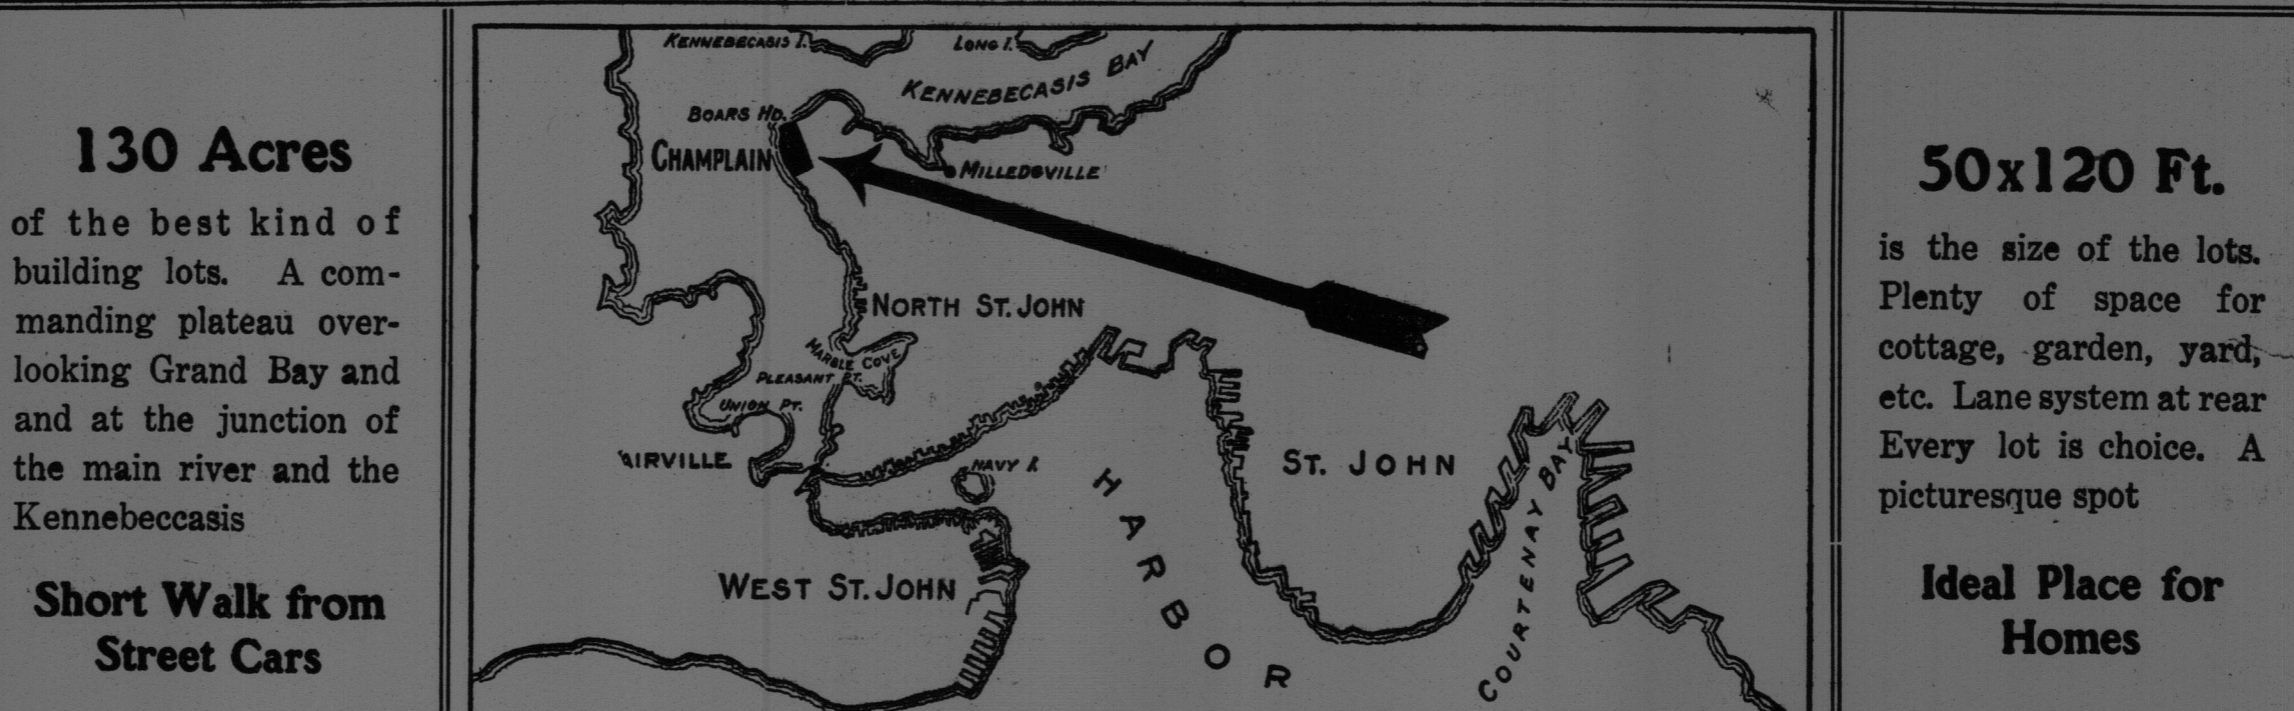 130 Acres
of the best kind of
building lots. A com-
manding plateau over-
looking Grand Bay and
and at the junction of
the main river and the
Kennebeccasis
Short Walk from
Street Cars
KENNEBECASIS I.
LONG I.
KENNEBECASIS BAY
BOARS HD.
CHAMPLAIN
MILLEDGVILLE
NORTH ST. JOHN
MARBLE COVE
PLEASANT PT.
UNION PT.
AIRVILLE
NAVY I.
ST. JOHN
HARBOR
COURTENAY BAY
WEST ST. JOHN
50x120 Ft.
is the size of the lots.
Plenty of space for
cottage, garden, yard,
etc. Lane system at rear
Every lot is choice. A
picturesque spot
Ideal Place for
Homes